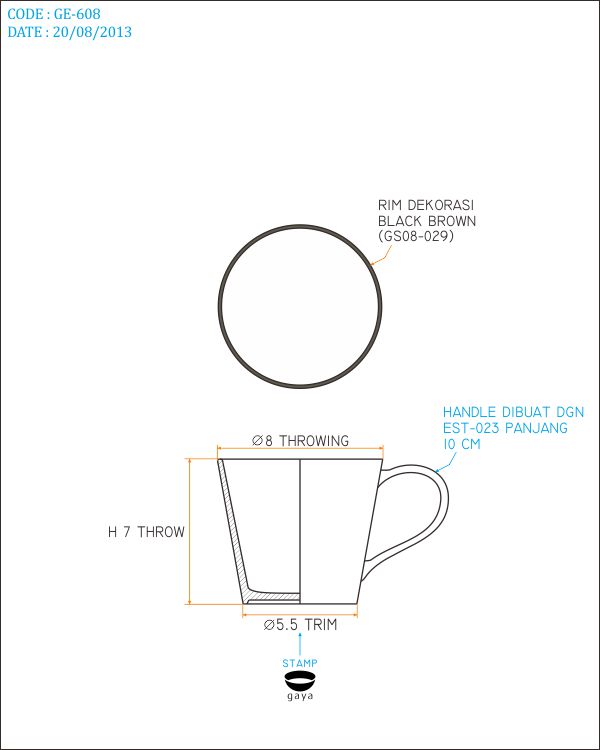 CODE : GE-608
DATE : 20/08/2013
RIM DEKORASI
BLACK BROWN
(GS08-029)
HANDLE DIBUAT DGN
EST-023 PANJANG
10 CM
∅8 THROWING
H 7 THROW
∅5.5 TRIM
STAMP
gaya